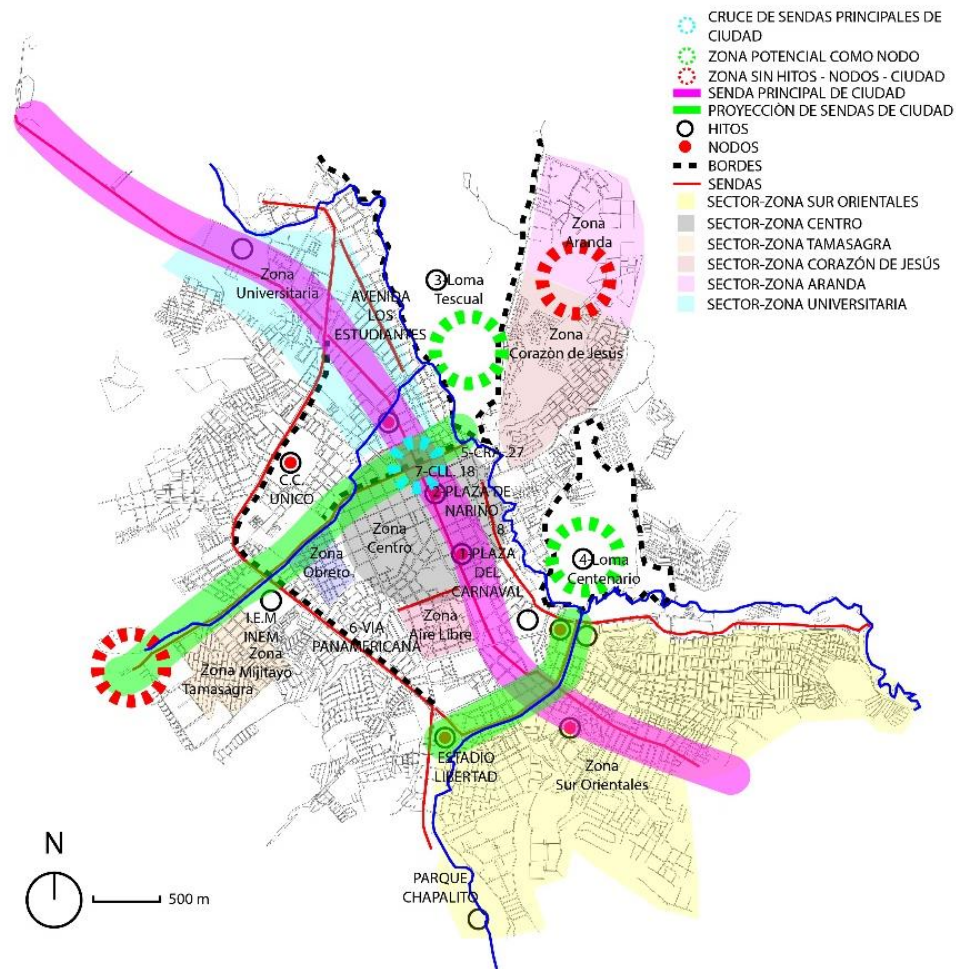 CRUCE DE SENDAS PRINCIPALES DE
CIUDAD
ZONA POTENCIAL COMO NODO
ZONA SIN HITOS - NODOS - CIUDAD
SENDA PRINCIPAL DE CIUDAD
PROYECCIÒN DE SENDAS DE CIUDAD
HITOS
NODOS
BORDES
SENDAS
SECTOR-ZONA SUR ORIENTALES
SECTOR-ZONA CENTRO
SECTOR-ZONA TAMASAGRA
SECTOR-ZONA CORAZÓN DE JESÚS
SECTOR-ZONA ARANDA
SECTOR-ZONA UNIVERSITARIA
Zona
Aranda
Zona
Universitaria
3-Loma
Tescual
AVENIDA
LOS
ESTUDIANTES
Zona
Corazòn de Jesús
5-CRA 27
7-CLL 18
2-PLAZA DE
NARIÑO
C.C.
UNICO
Zona
Centro
8
1-PLAZA
DEL
CARNAVAL
Zona
Obrero
4-Loma
Centenario
I.E.M
INEM
6-VIA
PANAMERICANA
Zona
Aire Libre
Zona
Mijitayo
Zona
Tamasagra
ESTADIO
LIBERTAD
Zona
Sur Orientales
PARQUE
CHAPALITO
N
500 m